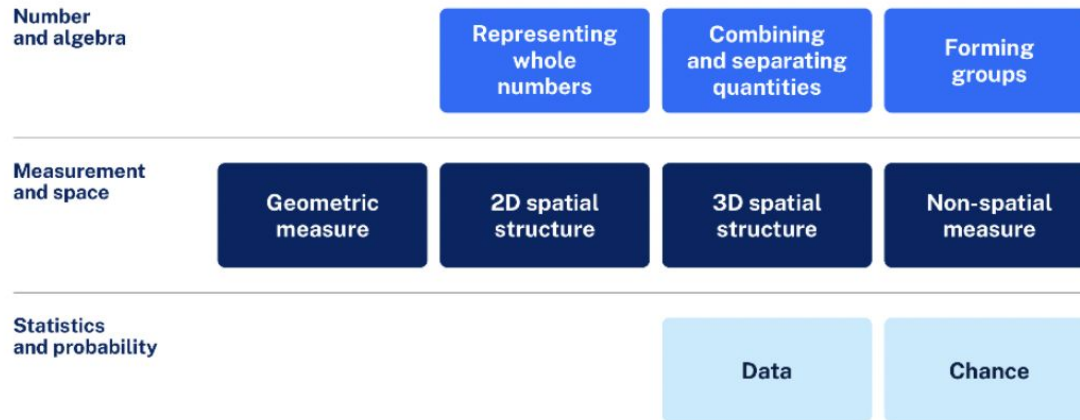 Number
and algebra
Representing
whole
numbers
Combining
and separating
quantities
Forming
groups
Measurement
and space
Geometric
measure
2D spatial
structure
3D spatial
structure
Non-spatial
measure
Statistics
and probability
Data
Chance